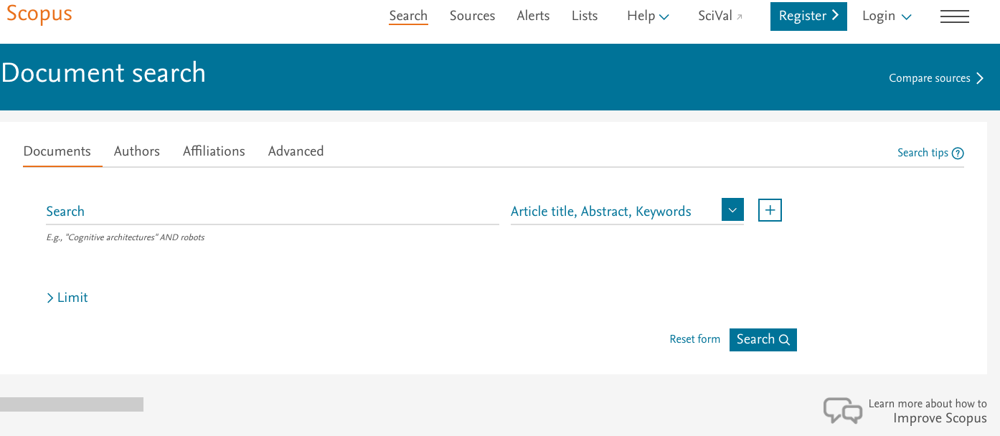 Scopus
Search Sources Alerts Lists Help SciVal Register Login
Document search
Compare sources
Documents Authors Affiliations Advanced
Search tips
Search Article title, Abstract, Keywords
E.g., "Cognitive architectures" AND robots
Limit
Reset form Search
Learn more about how to
Improve Scopus